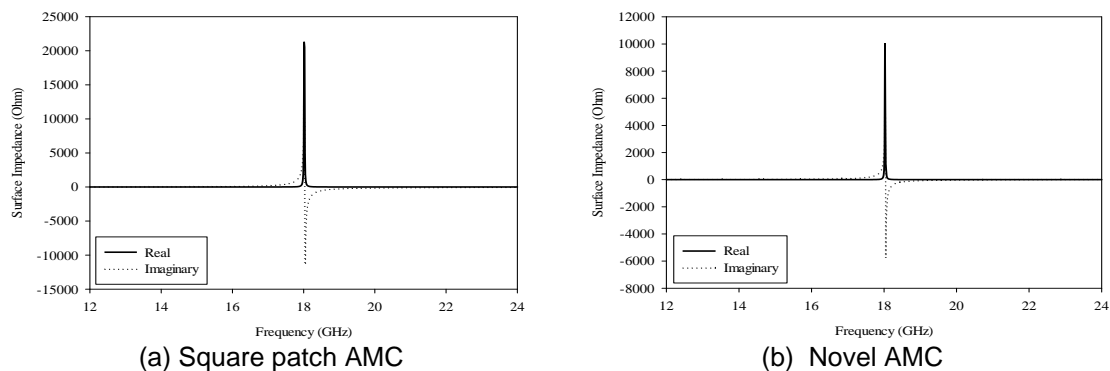 25000
20000
15000
10000
5000
0
-5000
-10000
-15000
Surface Impedance (Ohm)
Real
Imaginary
12 14 16 18 20 22 24
Frequency (GHz)
(a) Square patch AMC
12000
10000
8000
6000
4000
2000
0
-2000
-4000
-6000
-8000
Surface Impedance (Ohm)
Real
Imaginary
12 14 16 18 20 22 24
Frequency (GHz)
(b) Novel AMC